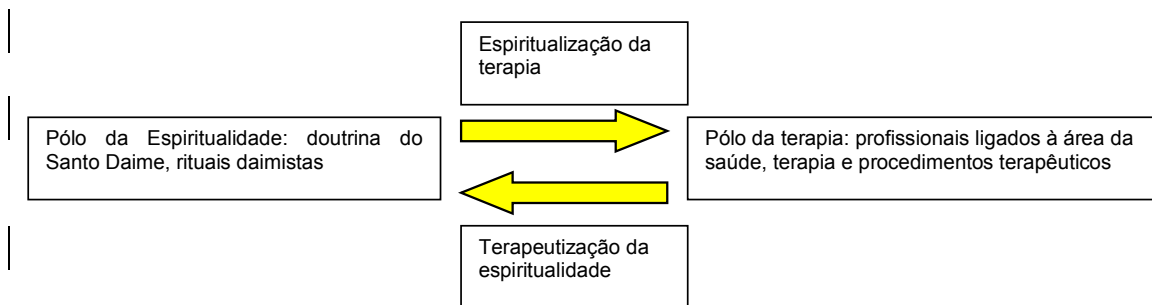 Espiritualização da
terapia
Pólo da Espiritualidade: doutrina do
Santo Daime, rituais daimistas
Pólo da terapia: profissionais ligados à área da
saúde, terapia e procedimentos terapêuticos
Terapeutização da
espiritualidade